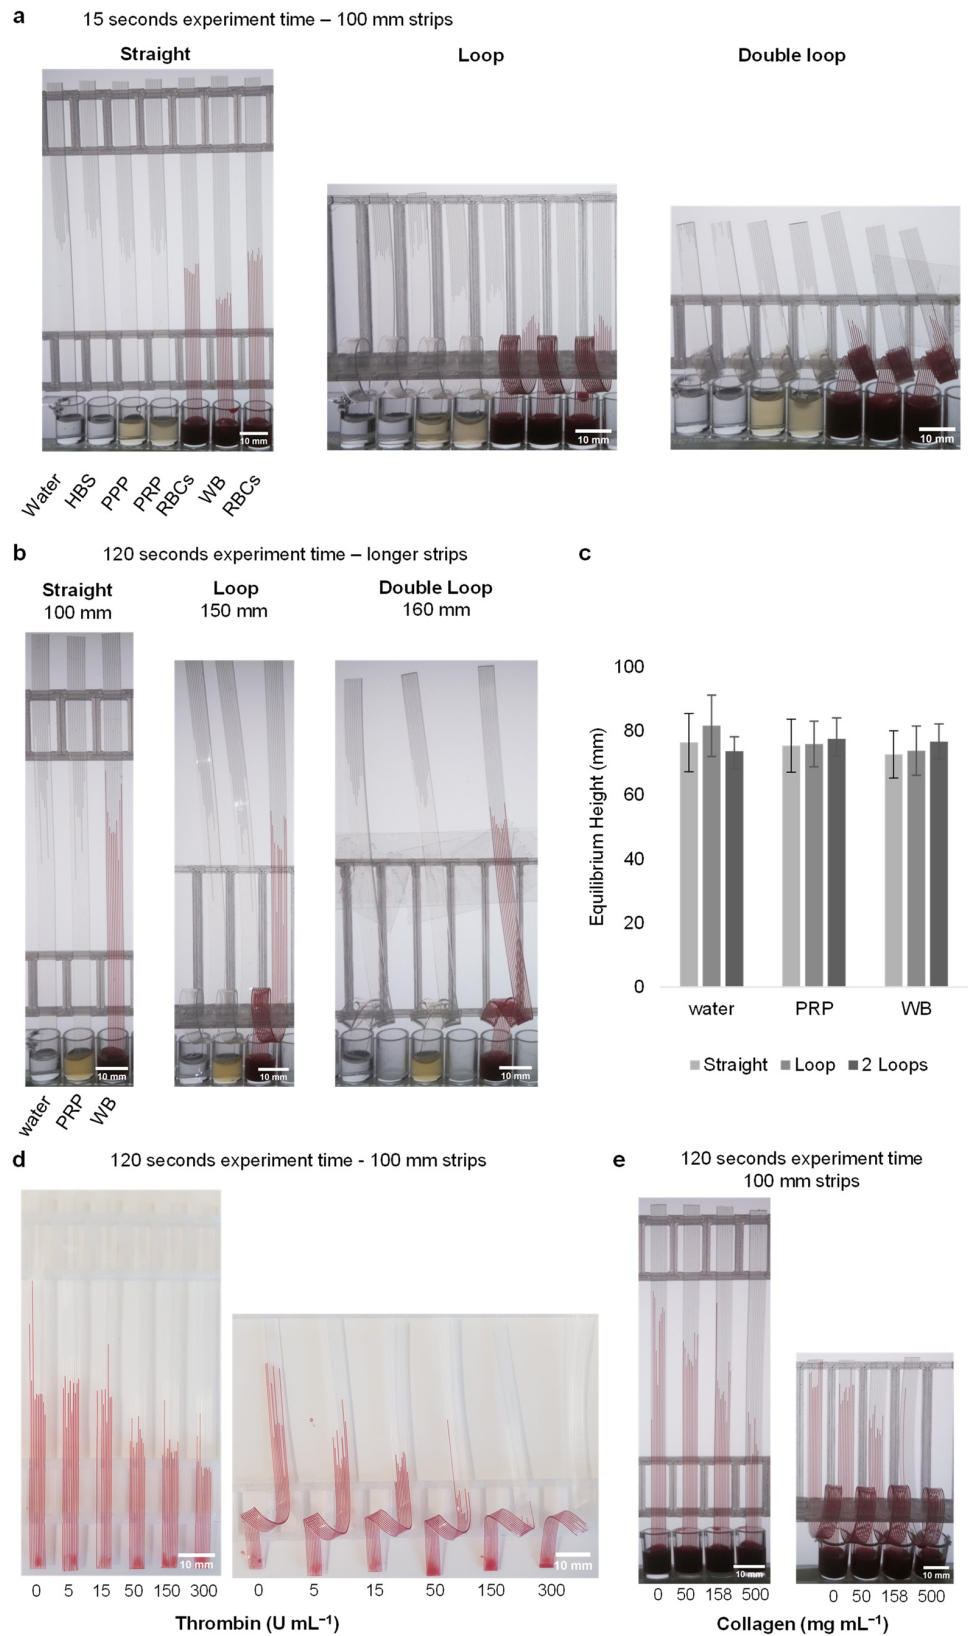 a
15 seconds experiment time – 100 mm strips
Straight
Loop
Double loop
10 mm
10 mm
10 mm
Water
HBS
PPP
PRP
RBCs
WB
RBCs
b
120 seconds experiment time – longer strips
Straight
100 mm
Loop
150 mm
Double Loop
160 mm
10 mm
10 mm
10 mm
water
PRP
WB
c
Equilibrium Height (mm)
100
80
60
40
20
0
water PRP WB
Straight Loop 2 Loops
d
120 seconds experiment time - 100 mm strips
10 mm
10 mm
0 5 15 50 150 300
0 5 15 50 150 300
Thrombin (U mL⁻¹)
e
120 seconds experiment time
100 mm strips
10 mm
10 mm
0 50 158 500
0 50 158 500
Collagen (mg mL⁻¹)